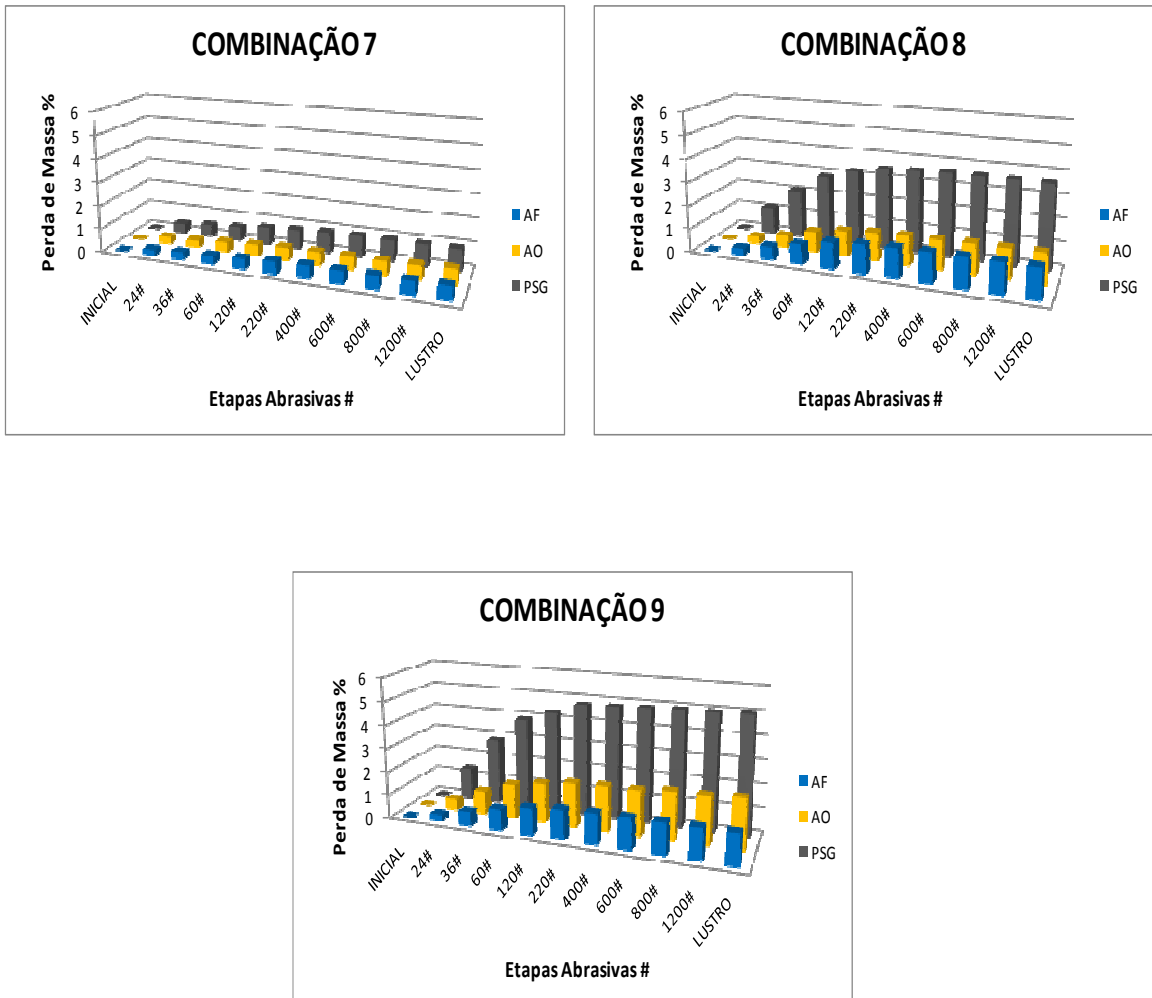 COMBINAÇÃO 7
Perda de Massa %
6
5
4
3
2
1
0
INICIAL
24#
36#
60#
120#
220#
400#
600#
800#
1200#
LUSTRO
Etapas Abrasivas #
AF
AO
PSG
COMBINAÇÃO 8
Perda de Massa %
6
5
4
3
2
1
0
INICIAL
24#
36#
60#
120#
220#
400#
600#
800#
1200#
LUSTRO
Etapas Abrasivas #
AF
AO
PSG
COMBINAÇÃO 9
Perda de Massa %
6
5
4
3
2
1
0
INICIAL
24#
36#
60#
120#
220#
400#
600#
800#
1200#
LUSTRO
Etapas Abrasivas #
AF
AO
PSG